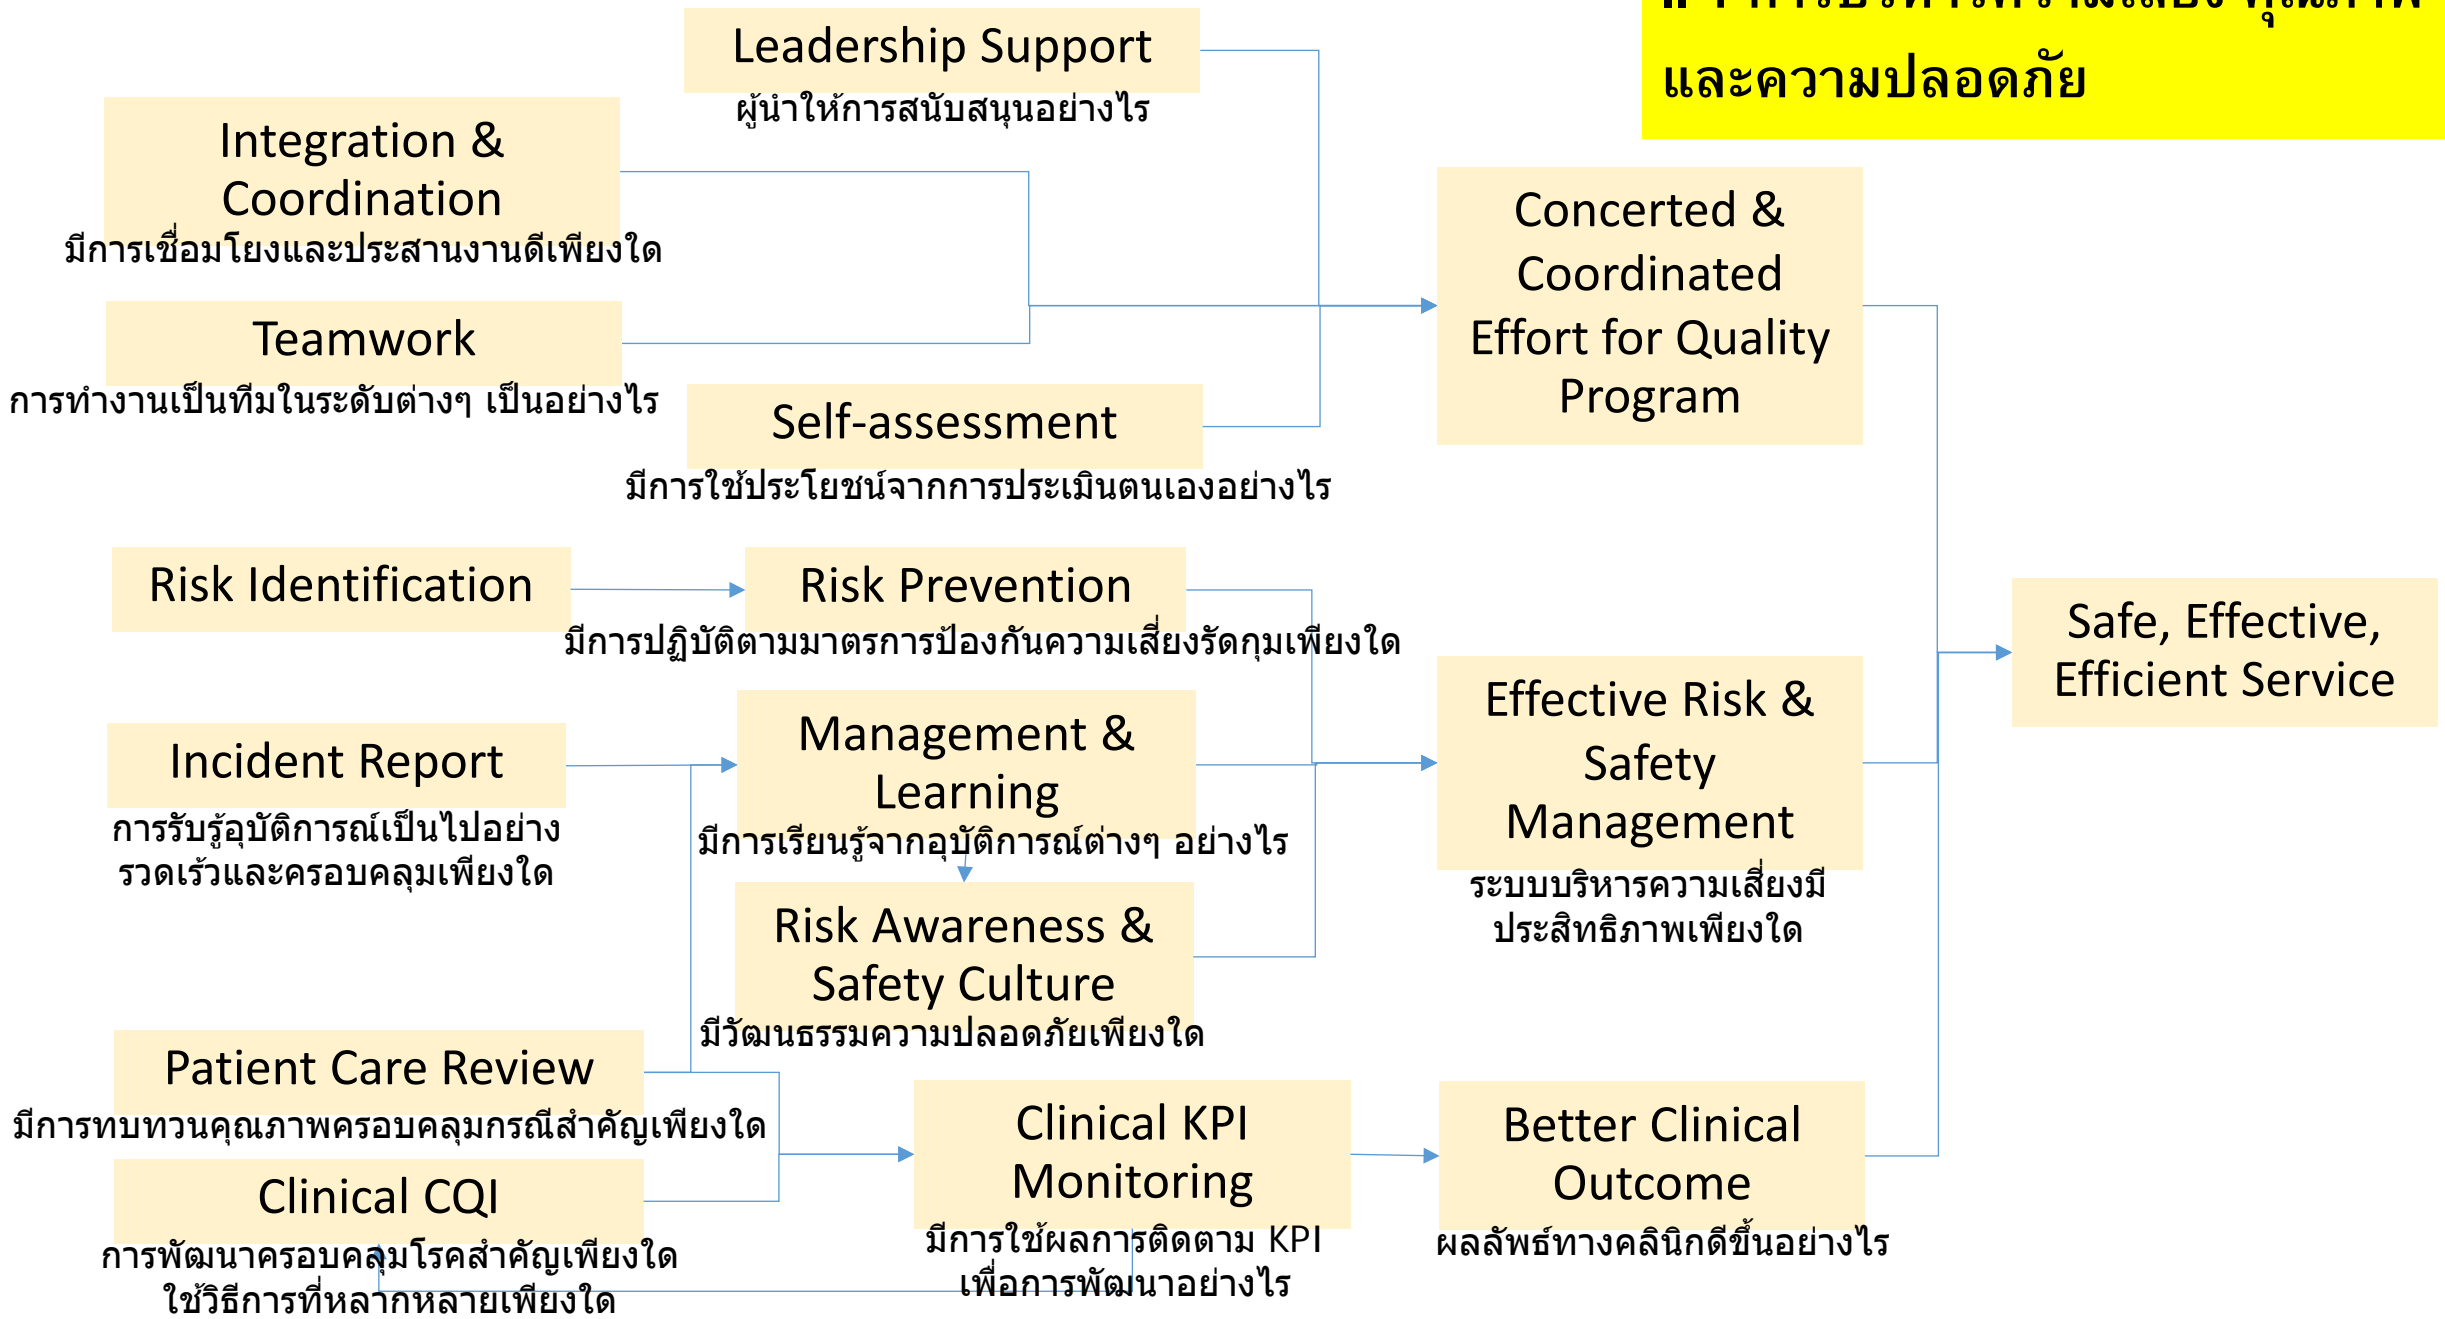 และความปลอดภัย
Leadership Support
ผู้นำให้การสนับสนุนอย่างไร
Integration &
Coordination
มีการเชื่อมโยงและประสานงานดีเพียงใด
Teamwork
การทำงานเป็นทีมในระดับต่างๆ เป็นอย่างไร
Self-assessment
มีการใช้ประโยชน์จากการประเมินตนเองอย่างไร
Concerted &
Coordinated
Effort for Quality
Program
Risk Identification
Risk Prevention
มีการปฏิบัติตามมาตรการป้องกันความเสี่ยงรัดกุมเพียงใด
Incident Report
การรับรู้อุบัติการณ์เป็นไปอย่าง
รวดเร้วและครอบคลุมเพียงใด
Management &
Learning
มีการเรียนรู้จากอุบัติการณ์ต่างๆ อย่างไร
Risk Awareness &
Safety Culture
มีวัฒนธรรมความปลอดภัยเพียงใด
Effective Risk &
Safety
Management
ระบบบริหารความเสี่ยงมี
ประสิทธิภาพเพียงใด
Safe, Effective,
Efficient Service
Patient Care Review
มีการทบทวนคุณภาพครอบคลุมกรณีสำคัญเพียงใด
Clinical CQI
การพัฒนาครอบคลุมโรคสำคัญเพียงใด
ใช้วิธีการที่หลากหลายเพียงใด
Clinical KPI
Monitoring
มีการใช้ผลการติดตาม KPI
เพื่อการพัฒนาอย่างไร
Better Clinical
Outcome
ผลลัพธ์ทางคลินิกดีขึ้นอย่างไร